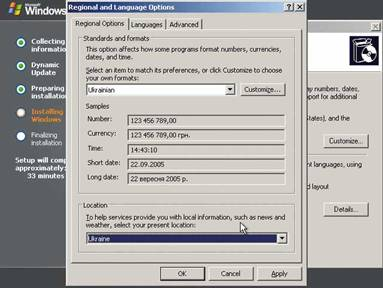 Microsoft
Windows
Collecting
information
Dynamic
Update
Preparing
installation
Installing
Windows
Finalizing
installation
Setup will
approximately:
33 minutes
Regional and Language Options
Regional Options
Languages
Advanced
Standards and formats
This option affects how some programs format numbers, currencies,
dates, and time.
Select an item to match its preferences, or click Customize to choose
your own formats:
Ukrainian
Customize...
Samples
Number:
123 456 789,00
Currency:
123 456 789,00 грн.
Time:
14:43:10
Short date:
22.09.2005
Long date:
22 вересня 2005 р.
Location
To help services provide you with local information, such as news and
weather, select your present location:
Ukraine
OK
Cancel
Apply
numbers, dates,
for additional
and the
Customize...
languages, using
layout
Details...